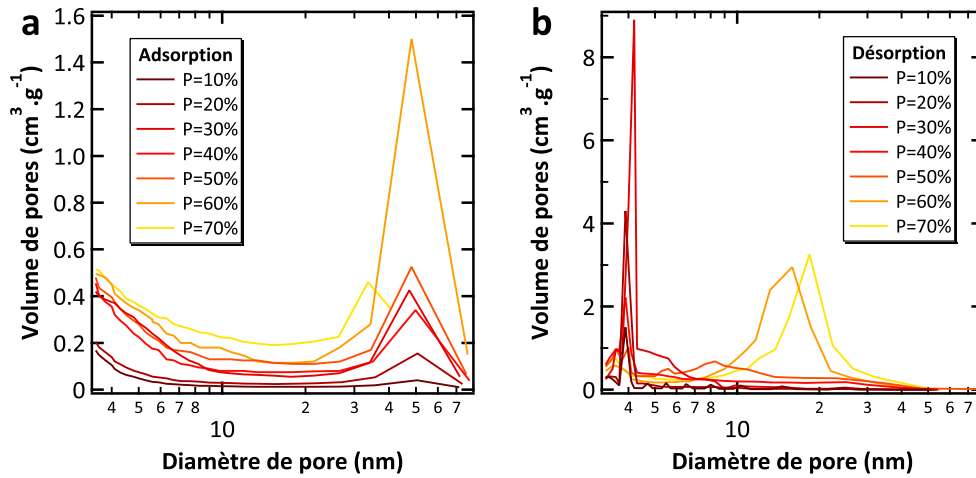 a
Volume de pores (cm3.g-1)
1.6
1.4
1.2
1.0
0.8
0.6
0.4
0.2
0
Adsorption
P=10%
P=20%
P=30%
P=40%
P=50%
P=60%
P=70%
4 5 6 7 8 2 3 4 5 6 7
10
Diamètre de pore (nm)
b
Volume de pores (cm3.g-1)
8
6
4
2
0
Désorption
P=10%
P=20%
P=30%
P=40%
P=50%
P=60%
P=70%
4 5 6 7 8 2 3 4 5 6 7
10
Diamètre de pore (nm)